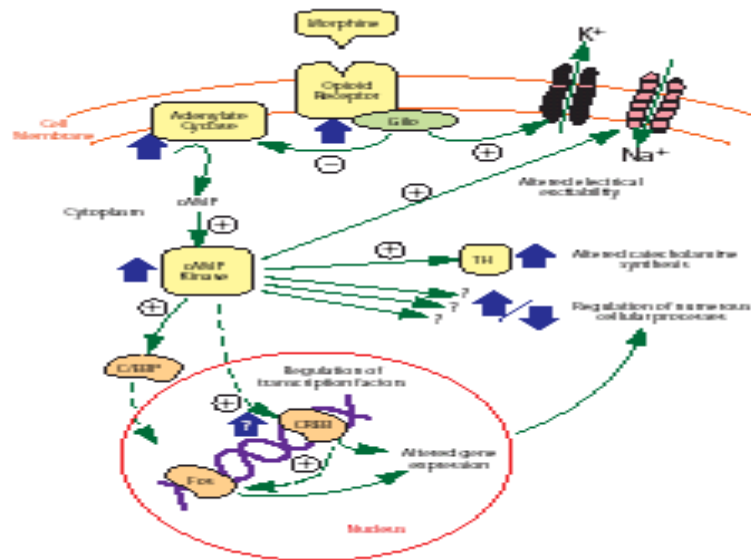 Morphine
K+
Opioid
Receptor
Cell
Membrane
Adenylate
Cyclase
Gi/o
Na+
Altered electrical
excitability
Cytoplasm
cAMP
cAMP
Kinase
TH
Altered catecholamine
synthesis
?
?
?
Regulation of numerous
cellular processes
C/EBP
Regulation of
transcription factors
?
CREB
Altered gene
expression
Fos
Nucleus